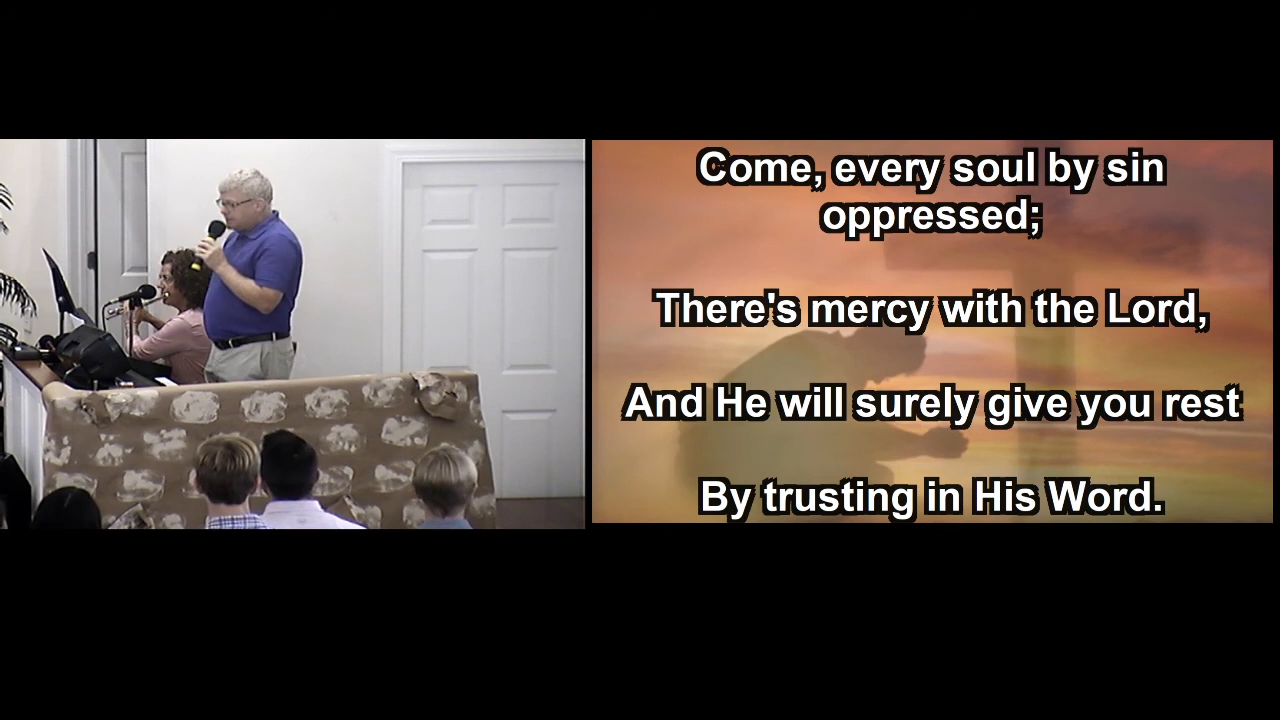 Come, every soul by sin
oppressed;
There's mercy with the Lord,
And He will surely give you rest
By trusting in His Word.